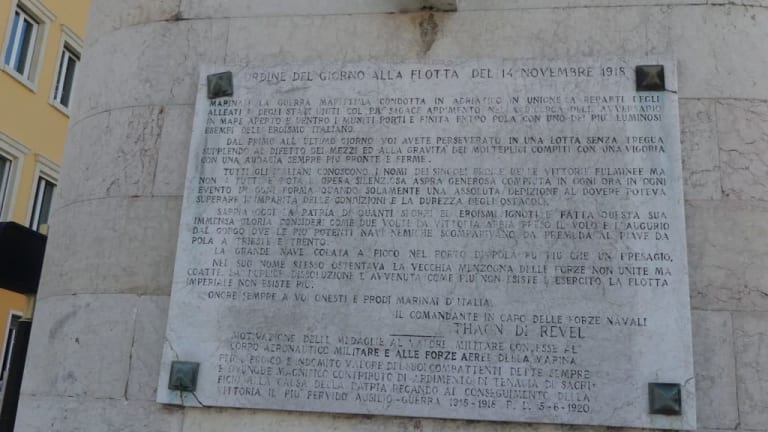 ORDINE DEL GIORNO ALLA FLOTTA DEL 14 NOVEMBRE 1918
MARINAI LA GUERRA MARITTIMA CONDOTTA IN ADRIATICO IN UNIONE A REPARTI DEGLI
ALLEATI E DEGLI STATI UNITI COL PIÙ SAGACE ARDIMENTO NELLA RICERCA DELL'AVVERSARIO
IN MARE APERTO E DENTRO I MUNITI PORTI È FINITA ENTRO POLA CON UNO DEI PIÙ LUMINOSI
ESEMPI DELL'EROISMO ITALIANO.
DAL PRIMO ALL'ULTIMO GIORNO VOI AVETE PERSEVERATO IN UNA LOTTA SENZA TREGUA
SUPPLENDO AL DIFETTO DEI MEZZI ED ALLA GRAVITÀ DEI MOLTEPLICI COMPITI CON UNA VIGORIA
CON UNA AUDACIA SEMPRE PIÙ PRONTE E FERME.
TUTTI GLI ITALIANI CONOSCONO I NOMI DEI SINGOLI EROI E DELLE VITTORIE FULMINEE MA
NON A TUTTI È NOTA L'OPERA SILENZIOSA ASPRA GENEROSA COMPIUTA IN OGNI ORA IN OGNI
EVENTO IN OGNI FORMA QUANDO SOLAMENTE UNA ASSOLUTA DEDIZIONE AL DOVERE POTEVA
SUPERARE L'IMPARITÀ DELLE CONDIZIONI E LA DUREZZA DEGLI OSTACOLI.
SAPPIA OGGI LA PATRIA DI QUANTI SFORZI ED EROISMI IGNOTI È FATTA QUESTA SUA
IMMENSA GLORIA CONSIDERI COME DUE VOLTE LA VITTORIA ABBIA PRESO IL VOLO E L'AUGURIO
DAL GORGO OVE LE PIÙ POTENTI NAVI NEMICHE SCOMPARIVANO DA PREMUDA AL PIAVE DA
POLA A TRIESTE E TRENTO.
LA GRANDE NAVE COLATA A PICCO NEL PORTO DI POLA FU PIÙ CHE UN PRESAGIO.
NEL SUO NOME STESSO OSTENTAVA LA VECCHIA MENZOGNA DELLE FORZE NON UNITE MA
COATTE. LA DUPLICE DISSOLUZIONE È AVVENUTA COME PIÙ NON ESISTE L'ESERCITO LA FLOTTA
IMPERIALE NON ESISTE PIÙ.
ONORE SEMPRE A VOI ONESTI E PRODI MARINAI D'ITALIA.
IL COMANDANTE IN CAPO DELLE FORZE NAVALI
THAON DI REVEL
MOTIVAZIONE DELLE MEDAGLIE AL VALORE MILITARE CONCESSE AL
CORPO AERONAUTICO MILITARE E ALLE FORZE AEREE DELLA MARINA
PER L'EROICO E INDOMITO VALORE DEI SUOI COMBATTENTI DETTE SEMPRE
E OVUNQUE MAGNIFICO CONTRIBUTO DI ARDIMENTO DI TENACIA DI SACRI-
FICIO ALLA CAUSA DELLA PATRIA RECANDO AL CONSEGUIMENTO DELLA
VITTORIA IL PIÙ FERVIDO AUSILIO-GUERRA 1915-1918 R. D. 5-6-1920.